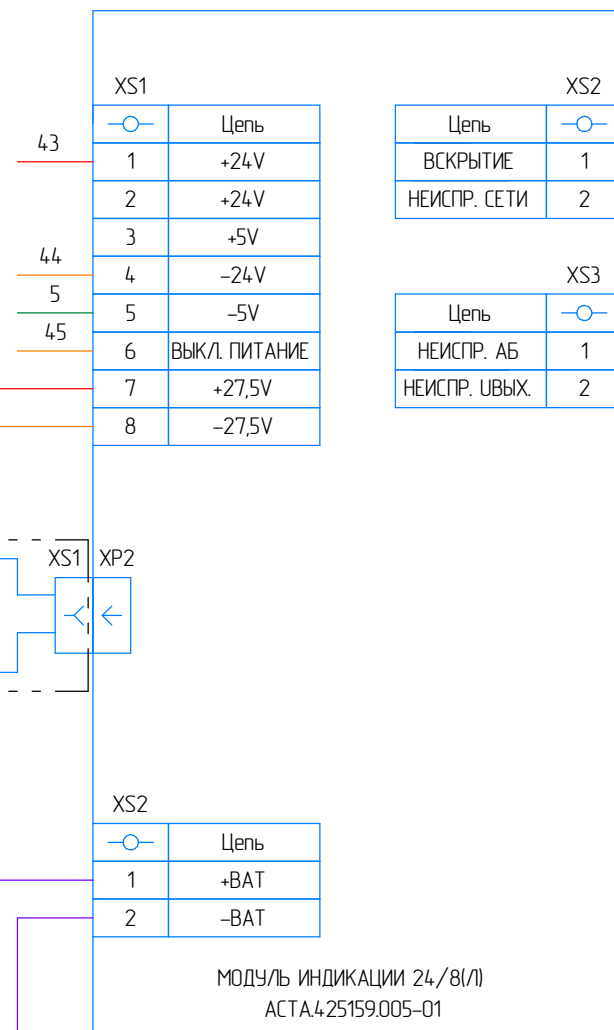 XS1
Цепь
43
1 +24V
2 +24V
3 +5V
44
4 -24V
5
5 -5V
45
6 ВЫКЛ. ПИТАНИЕ
7 +27,5V
8 -27,5V
XS2
Цепь
ВСКРЫТИЕ 1
НЕИСПР. СЕТИ 2
XS3
Цепь
НЕИСПР. АБ 1
НЕИСПР. UВЫХ. 2
XS1 XP2
XS2
Цепь
1 +BAT
2 -BAT
МОДУЛЬ ИНДИКАЦИИ 24/8(Л)
АСТА.425159.005-01